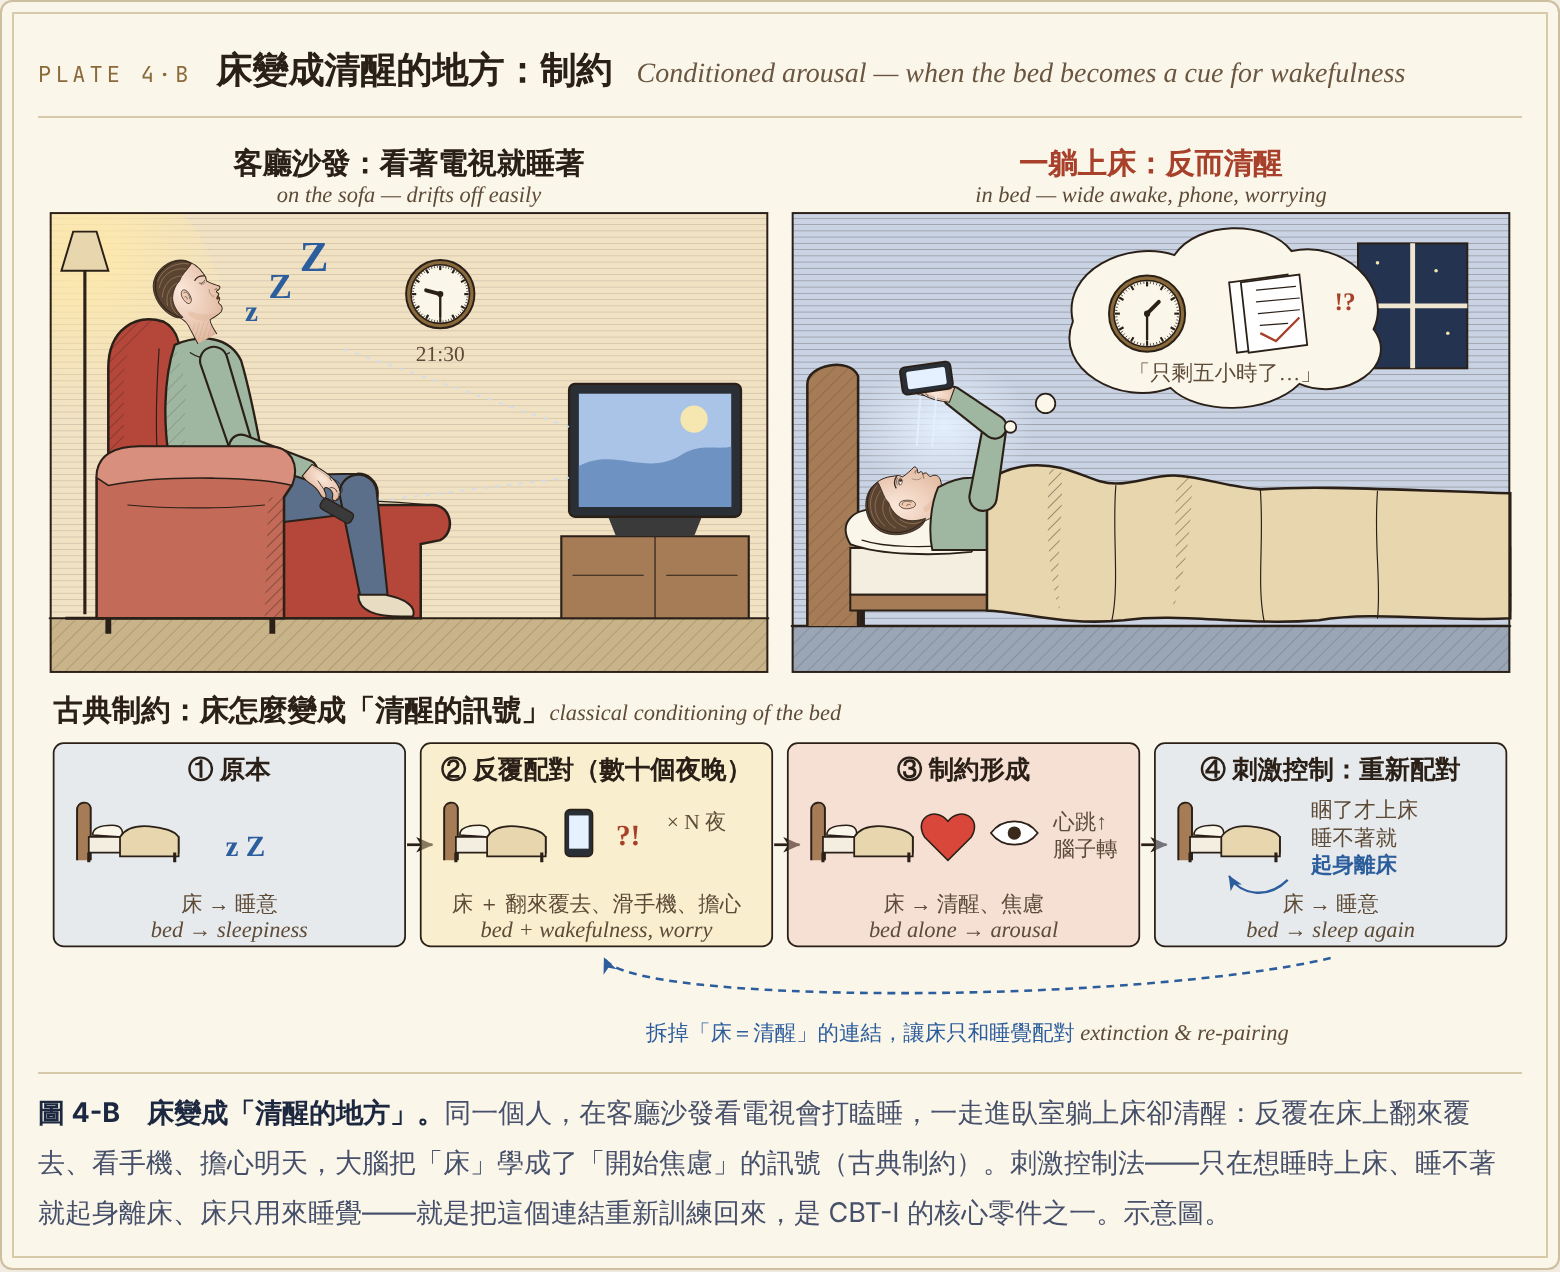 PLATE 4·B 床變成清醒的地方：制約 Conditioned arousal — when the bed becomes a cue for wakefulness
客廳沙發：看著電視就睡著
on the sofa — drifts off easily
z Z Z
21:30
一躺上床：反而清醒
in bed — wide awake, phone, worrying
!?
「只剩五小時了…」
古典制約：床怎麼變成「清醒的訊號」 classical conditioning of the bed
① 原本
z Z
床 → 睡意
bed → sleepiness
② 反覆配對（數十個夜晚）
?!
× N 夜
床 ＋ 翻來覆去、滑手機、擔心
bed + wakefulness, worry
③ 制約形成
心跳↑
腦子轉
床 → 清醒、焦慮
bed alone → arousal
④ 刺激控制：重新配對
睏了才上床
睡不著就
起身離床
床 → 睡意
bed → sleep again
拆掉「床＝清醒」的連結，讓床只和睡覺配對 extinction & re-pairing
圖 4-B　床變成「清醒的地方」。同一個人，在客廳沙發看電視會打瞌睡，一走進臥室躺上床卻清醒：反覆在床上翻來覆
去、看手機、擔心明天，大腦把「床」學成了「開始焦慮」的訊號（古典制約）。刺激控制法——只在想睡時上床、睡不著
就起身離床、床只用來睡覺——就是把這個連結重新訓練回來，是 CBT-I 的核心零件之一。示意圖。